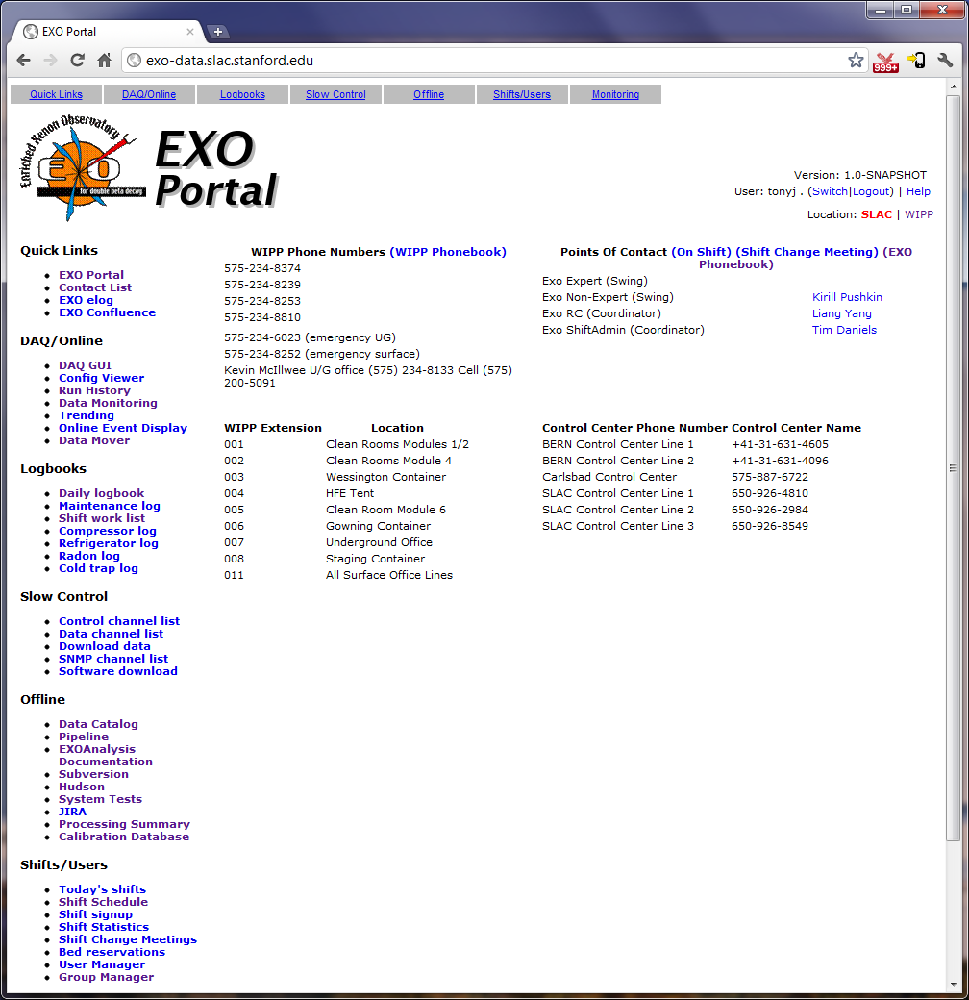 EXO Portal
exo-data.slac.stanford.edu
999+
Quick Links DAQ/Online Logbooks Slow Control Offline Shifts/Users Monitoring
Enriched Xenon Observatory
EXO
for double beta decay
EXO
Portal
Version: 1.0-SNAPSHOT
User: tonyj . (Switch|Logout) | Help
Location: SLAC | WIPP
Quick Links
EXO Portal
Contact List
EXO elog
EXO Confluence
DAQ/Online
DAQ GUI
Config Viewer
Run History
Data Monitoring
Trending
Online Event Display
Data Mover
Logbooks
Daily logbook
Maintenance log
Shift work list
Compressor log
Refrigerator log
Radon log
Cold trap log
Slow Control
Control channel list
Data channel list
Download data
SNMP channel list
Software download
Offline
Data Catalog
Pipeline
EXOAnalysis
Documentation
Subversion
Hudson
System Tests
JIRA
Processing Summary
Calibration Database
Shifts/Users
Today's shifts
Shift Schedule
Shift signup
Shift Statistics
Shift Change Meetings
Bed reservations
User Manager
Group Manager
WIPP Phone Numbers (WIPP Phonebook)
575-234-8374
575-234-8239
575-234-8253
575-234-8810
575-234-6023 (emergency UG)
575-234-8252 (emergency surface)
Kevin McIllwee U/G office (575) 234-8133 Cell (575)
200-5091
Points Of Contact (On Shift) (Shift Change Meeting) (EXO
Phonebook)
Exo Expert (Swing)
Exo Non-Expert (Swing) Kirill Pushkin
Exo RC (Coordinator) Liang Yang
Exo ShiftAdmin (Coordinator) Tim Daniels
WIPP Extension Location
001 Clean Rooms Modules 1/2
002 Clean Rooms Module 4
003 Wessington Container
004 HFE Tent
005 Clean Room Module 6
006 Gowning Container
007 Underground Office
008 Staging Container
011 All Surface Office Lines
Control Center Phone Number Control Center Name
BERN Control Center Line 1 +41-31-631-4605
BERN Control Center Line 2 +41-31-631-4096
Carlsbad Control Center 575-887-6722
SLAC Control Center Line 1 650-926-4810
SLAC Control Center Line 2 650-926-2984
SLAC Control Center Line 3 650-926-8549